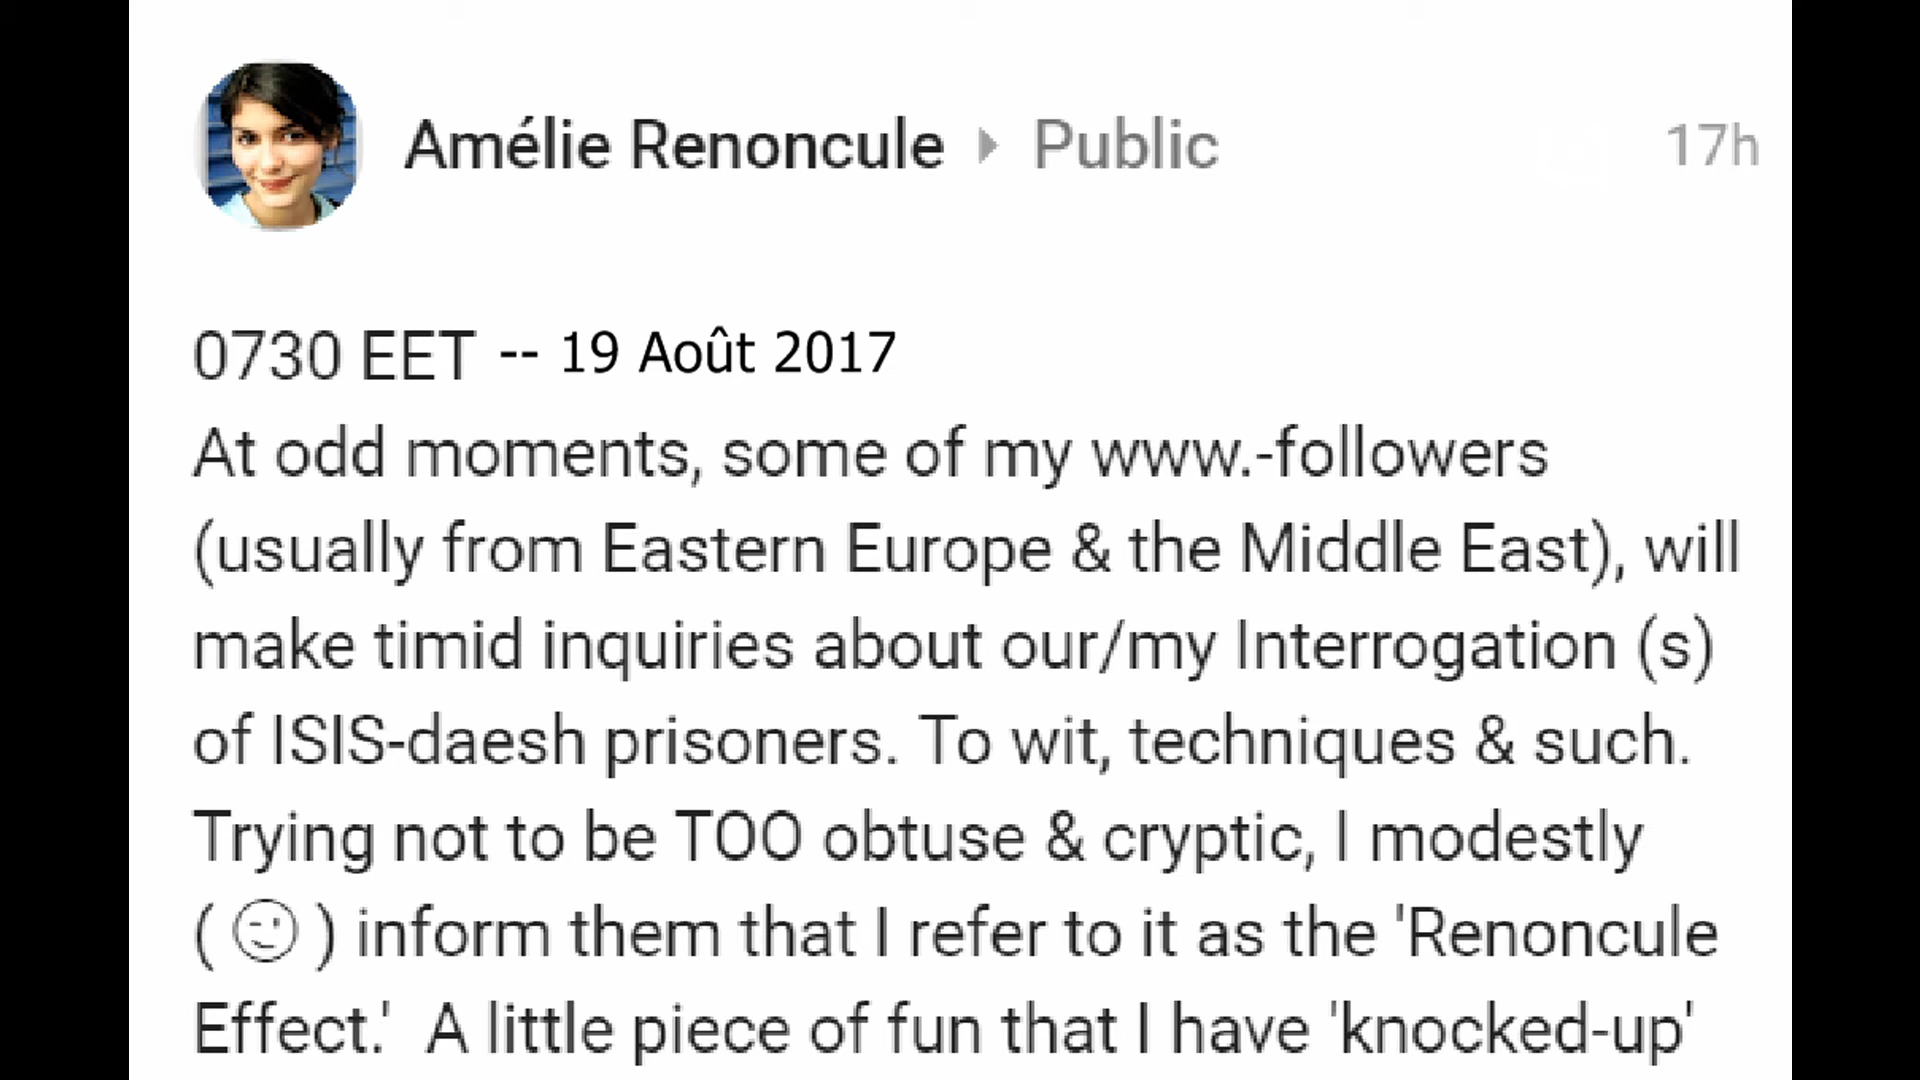 Amélie Renoncule ▸ Public 17h
0730 EET -- 19 Août 2017
At odd moments, some of my www.-followers
(usually from Eastern Europe & the Middle East), will
make timid inquiries about our/my Interrogation (s)
of ISIS-daesh prisoners. To wit, techniques & such.
Trying not to be TOO obtuse & cryptic, I modestly
( 😉 ) inform them that I refer to it as the 'Renoncule
Effect.' A little piece of fun that I have 'knocked-up'